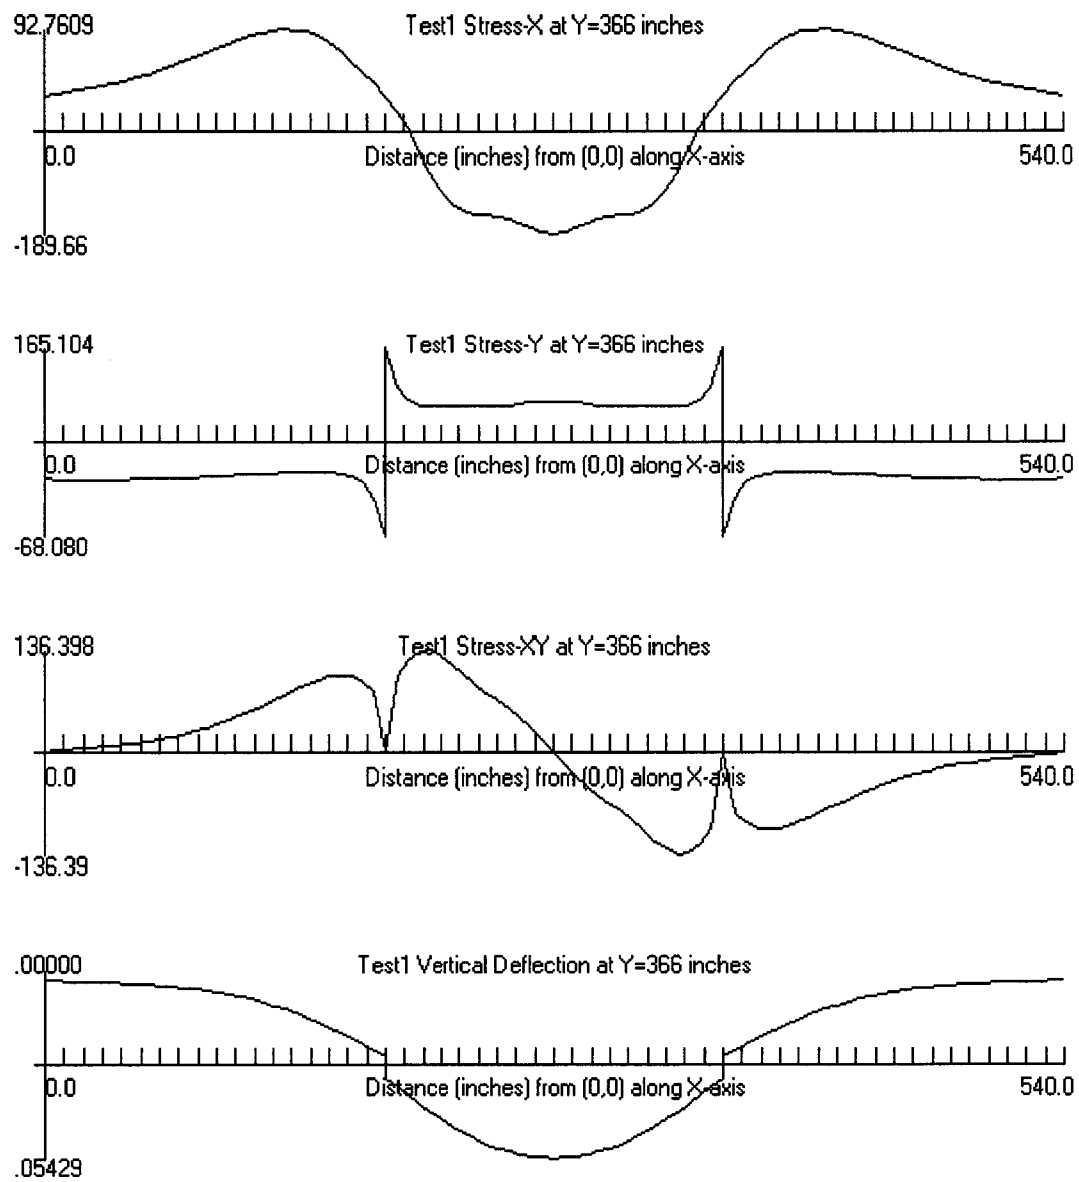 92.7609 Test1 Stress-X at Y=366 inches
0.0 Distance (inches) from (0,0) along X-axis 540.0
-189.66
165.104 Test1 Stress-Y at Y=366 inches
0.0 Distance (inches) from (0,0) along X-axis 540.0
-68.080
136.398 Test1 Stress-XY at Y=366 inches
0.0 Distance (inches) from (0,0) along X-axis 540.0
-136.39
.00000 Test1 Vertical Deflection at Y=366 inches
0.0 Distance (inches) from (0,0) along X-axis 540.0
.05429